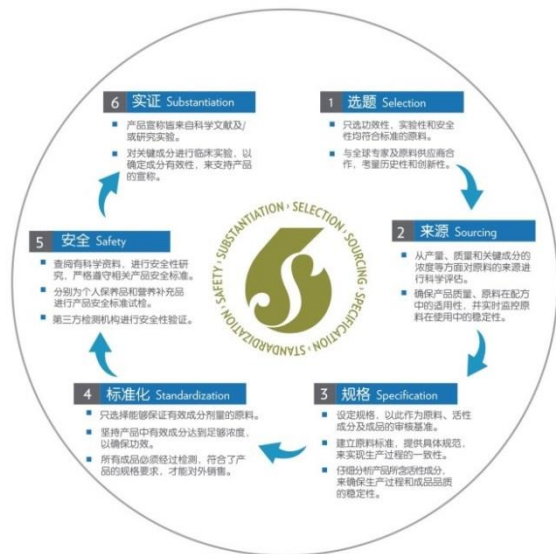 1 选题 Selection
只选功效性，实验性和安全
性均符合标准的原料。
与全球专家及原料供应商合
作，考量历史性和创新性。
2 来源 Sourcing
从产量、质量和关键成分的
浓度等方面对原料的来源进
行科学评估。
确保产品质量、原料在配方
中的适用性，并实时监控原
料在使用中的稳定性。
3 规格 Specification
设定规格，以此作为原料、活性
成分及成品的审核基准。
建立原料标准，提供具体规范，
来实现生产过程的一致性。
仔细分析产品所含活性成分，
来确保生产过程和成品品质
的稳定性。
4 标准化 Standardization
只选择能够保证有效成分剂量的原料。
坚持产品中有效成分达到足够浓度，
以确保功效。
所有成品必须经过检测，符合了产
品的规格要求，才能对外销售。
5 安全 Safety
查阅有科学资料，进行安全性研
究，严格遵守相关产品安全标准。
分别为个人保养品和营养补充品
进行产品安全标准试检。
第三方检测机构进行安全性验证。
6 实证 Substantiation
产品宣称皆来自科学文献及/
或研究实验。
对关键成分进行临床实验，以
确定成分有效性，来支持产品
的宣称。
SELECTION › SOURCING › SPECIFICATION › STANDARDIZATION › SAFETY › SUBSTANTIATION ›
6S